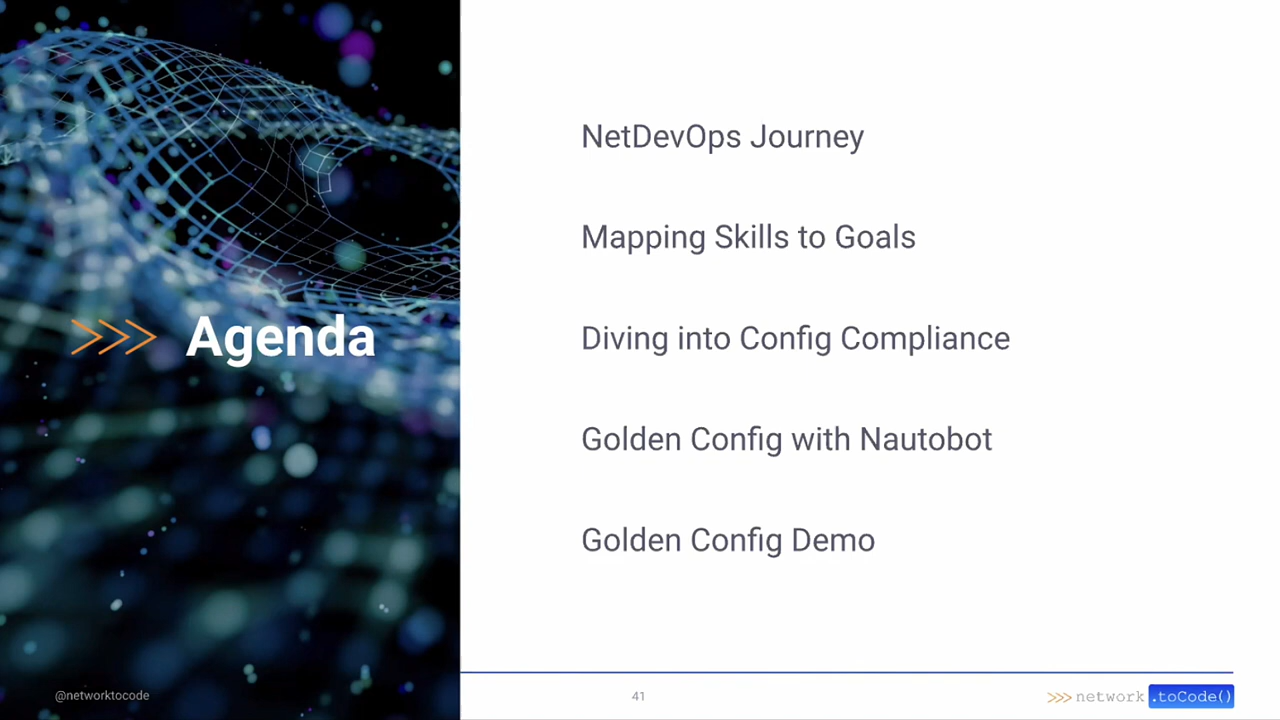 Agenda
NetDevOps Journey
Mapping Skills to Goals
Diving into Config Compliance
Golden Config with Nautobot
Golden Config Demo
@networktocode
41
>>> network .toCode()